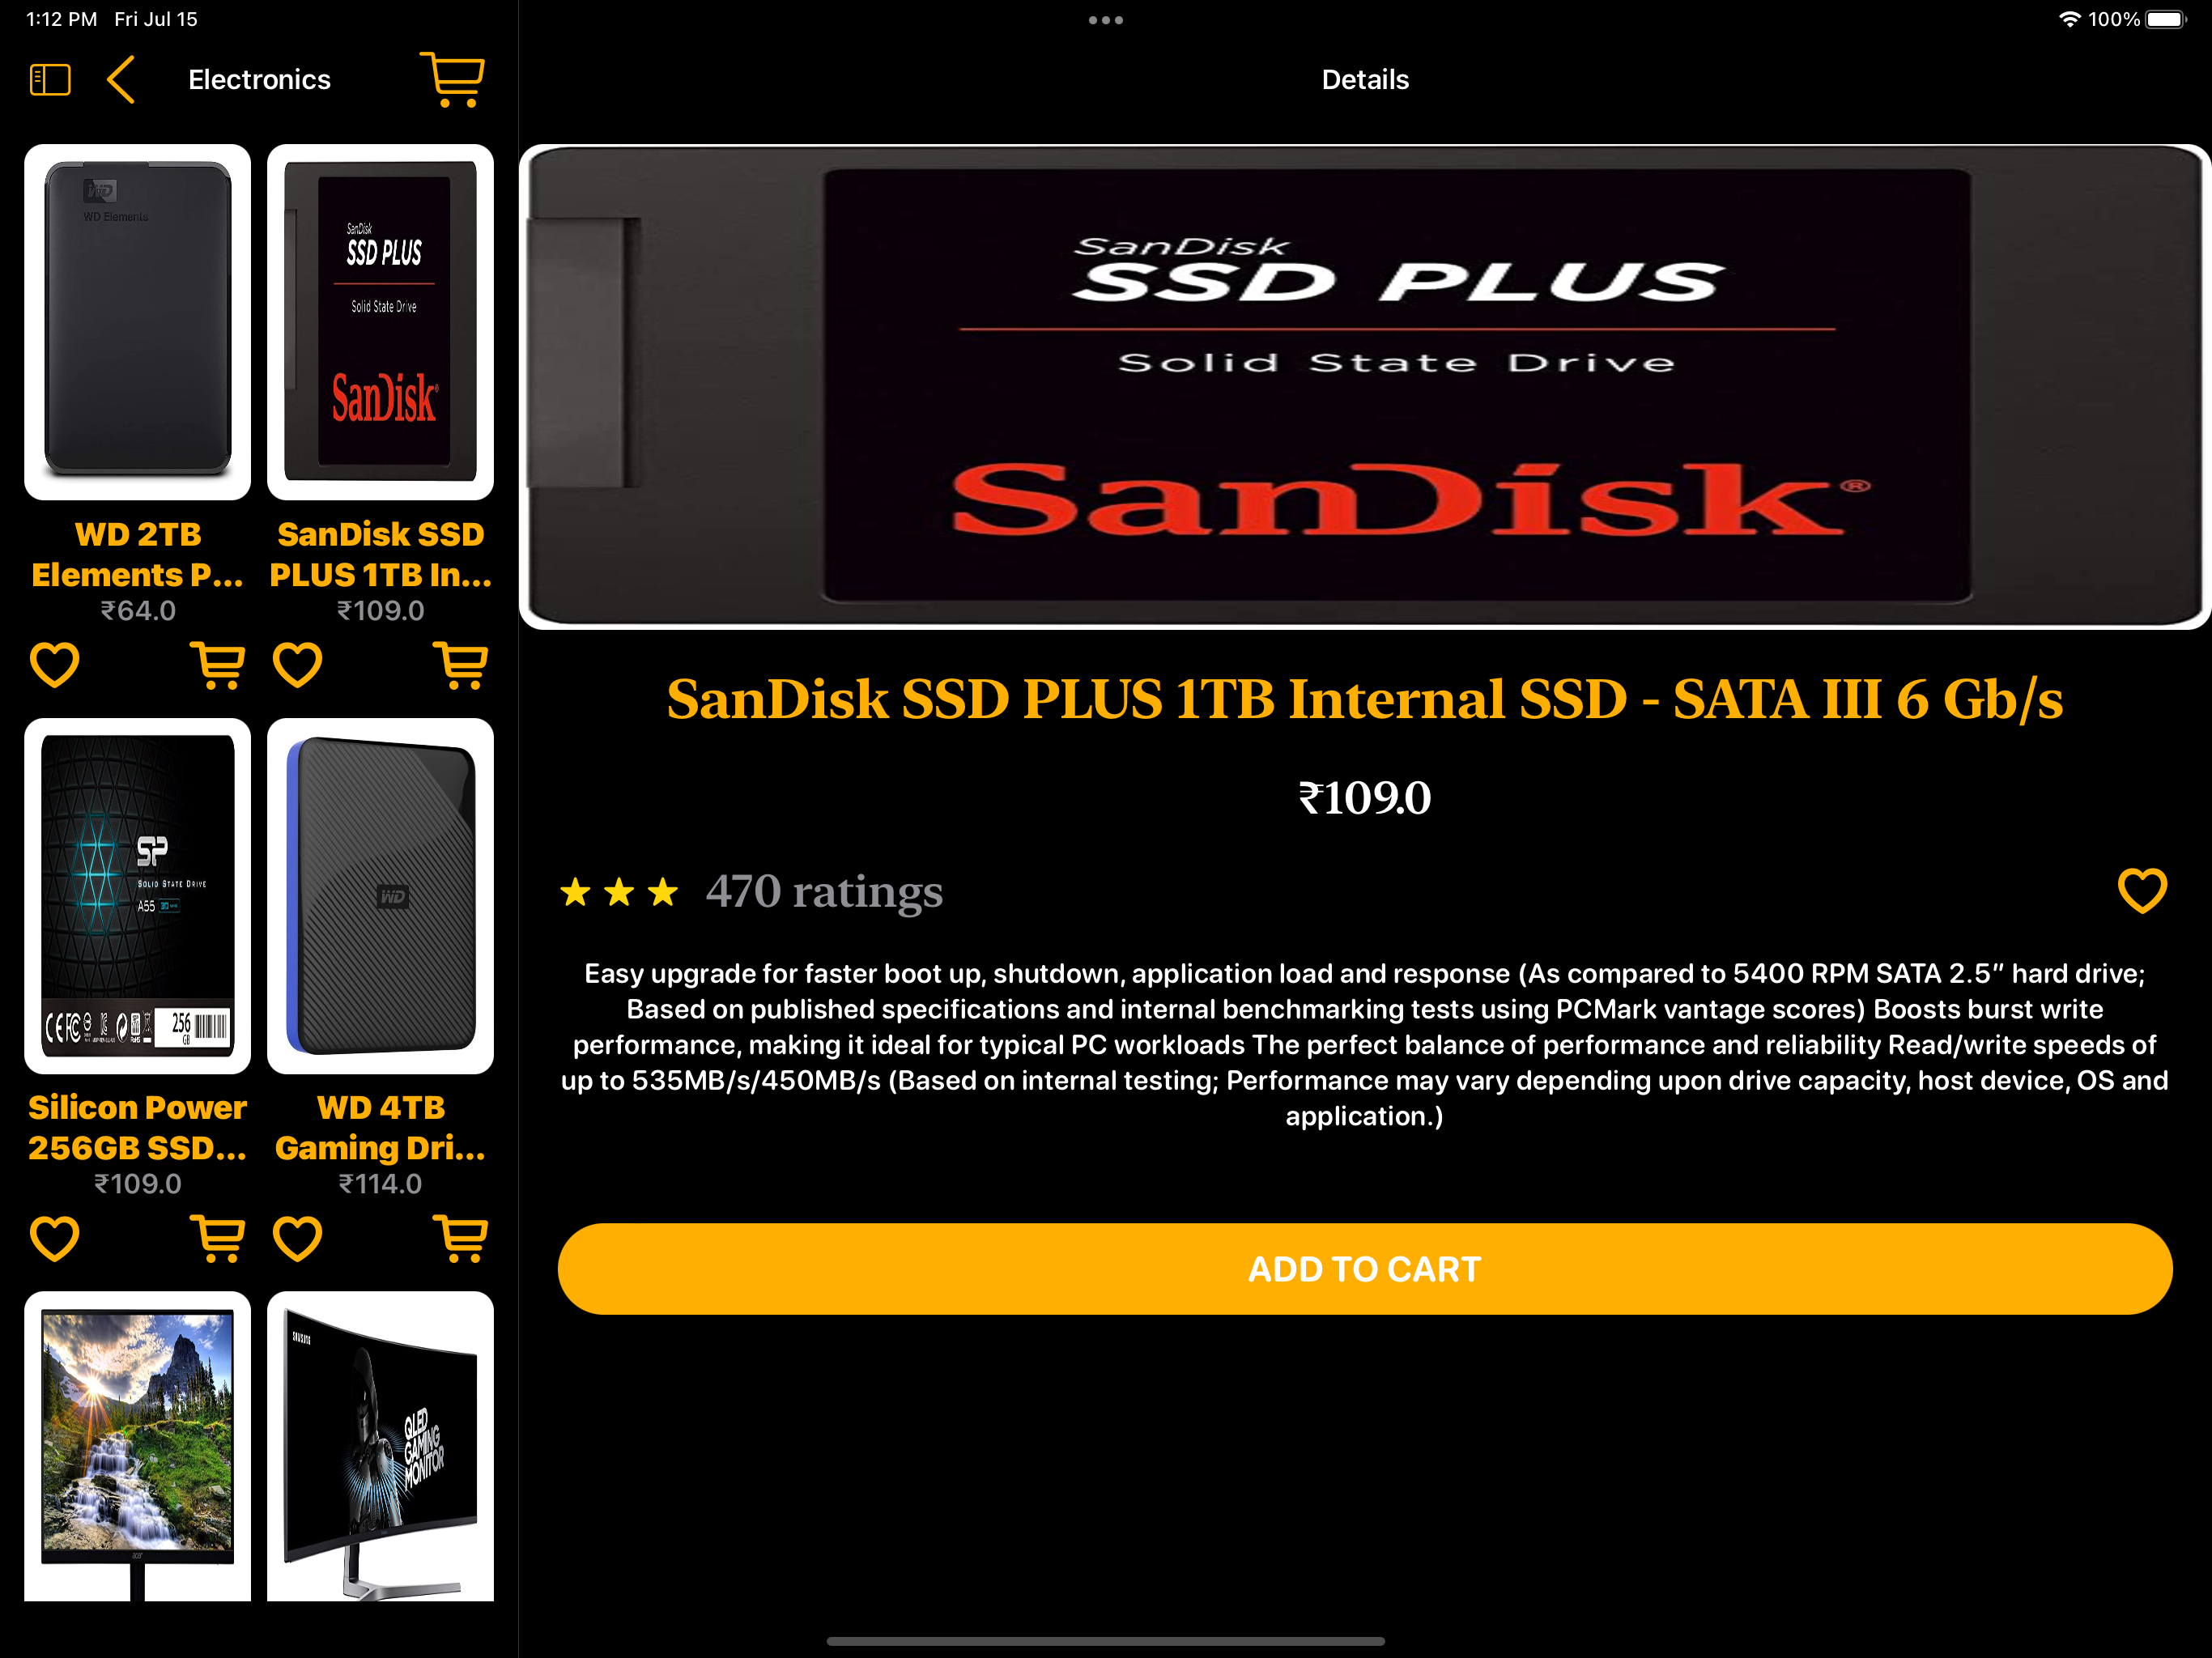 1:12 PM Fri Jul 15
100%
Electronics
Details
WD
WD Elements
SanDisk
SSD PLUS
Solid State Drive
SanDisk
WD 2TB
Elements P...
₹64.0
SanDisk SSD
PLUS 1TB In...
₹109.0
SP
SOLID STATE DRIVE
A55
256
GB
WD
Silicon Power
256GB SSD...
₹109.0
WD 4TB
Gaming Dri...
₹114.0
acer
SAMSUNG
QLED
GAMING
MONITOR
SanDisk
SSD PLUS
Solid State Drive
SanDisk®
SanDisk SSD PLUS 1TB Internal SSD - SATA III 6 Gb/s
₹109.0
470 ratings
Easy upgrade for faster boot up, shutdown, application load and response (As compared to 5400 RPM SATA 2.5” hard drive;
Based on published specifications and internal benchmarking tests using PCMark vantage scores) Boosts burst write
performance, making it ideal for typical PC workloads The perfect balance of performance and reliability Read/write speeds of
up to 535MB/s/450MB/s (Based on internal testing; Performance may vary depending upon drive capacity, host device, OS and
application.)
ADD TO CART